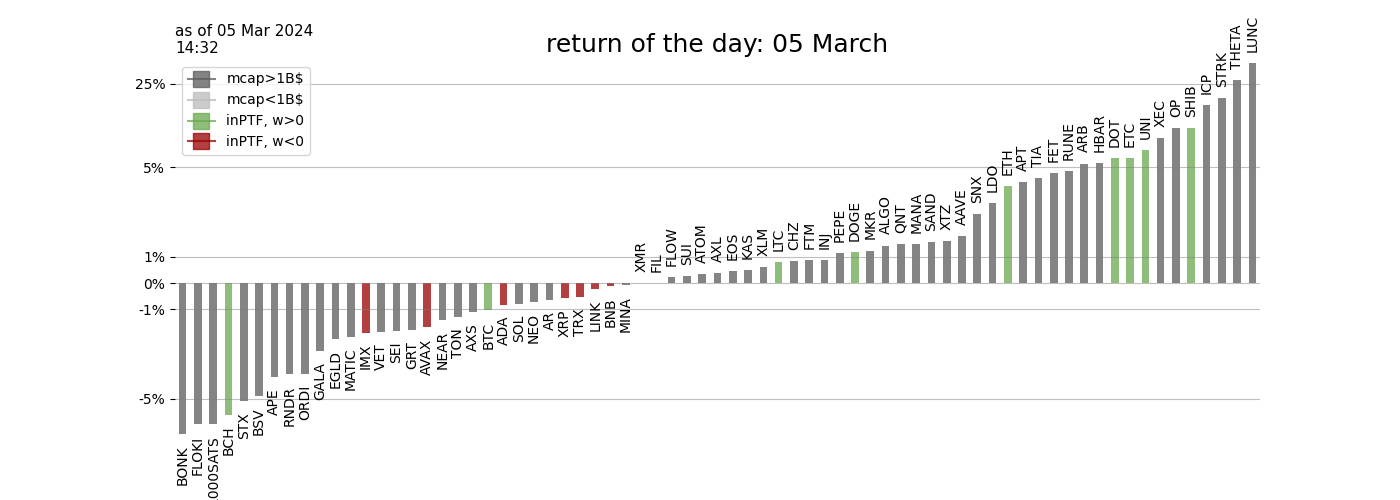 as of 05 Mar 2024
14:32
return of the day: 05 March
mcap>1B$
mcap<1B$
inPTF, w>0
inPTF, w<0
25%
5%
1%
0%
-1%
-5%
BONK
FLOKI
000SATS
BCH
STX
BSV
APE
RNDR
ORDI
GALA
EGLD
MATIC
IMX
VET
SEI
GRT
AVAX
NEAR
TON
AXS
BTC
ADA
SOL
NEO
AR
XRP
TRX
LINK
BNB
MINA
XMR
FIL
FLOW
SUI
ATOM
AXL
EOS
KAS
XLM
LTC
CHZ
FTM
INJ
PEPE
DOGE
MKR
ALGO
QNT
MANA
SAND
XTZ
AAVE
SNX
LDO
ETH
APT
TIA
FET
RUNE
ARB
HBAR
DOT
ETC
UNI
XEC
OP
SHIB
ICP
STRK
THETA
LUNC